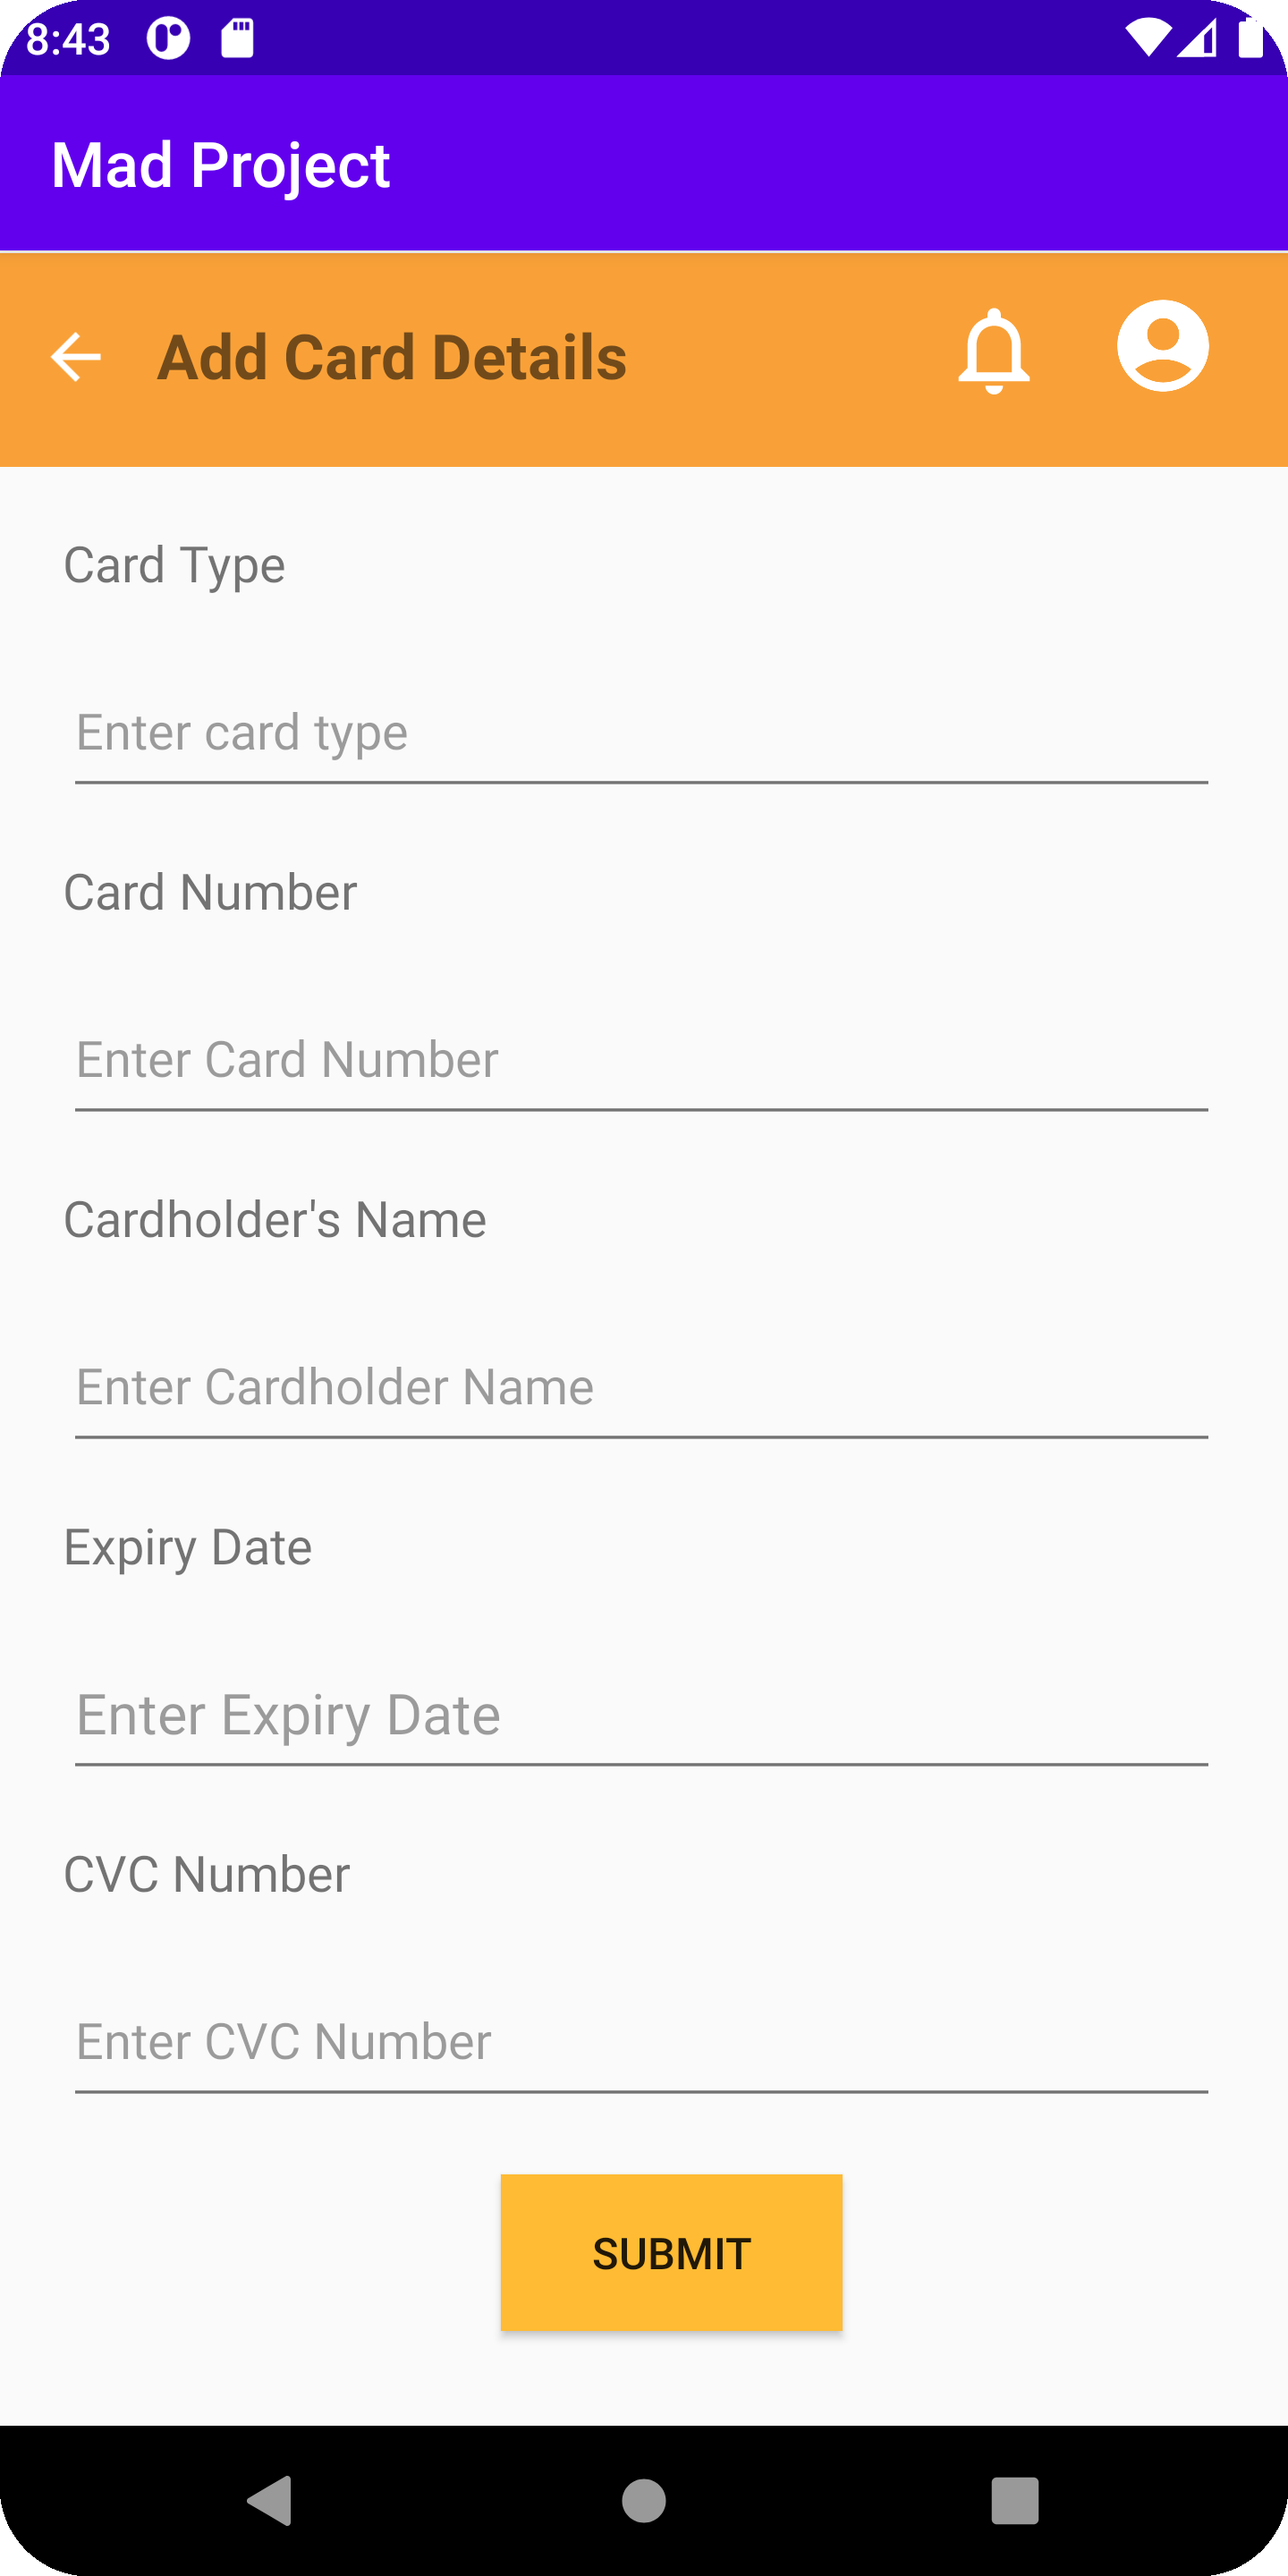 8:43
Mad Project
Add Card Details
Card Type
Enter card type
Card Number
Enter Card Number
Cardholder's Name
Enter Cardholder Name
Expiry Date
Enter Expiry Date
CVC Number
Enter CVC Number
SUBMIT